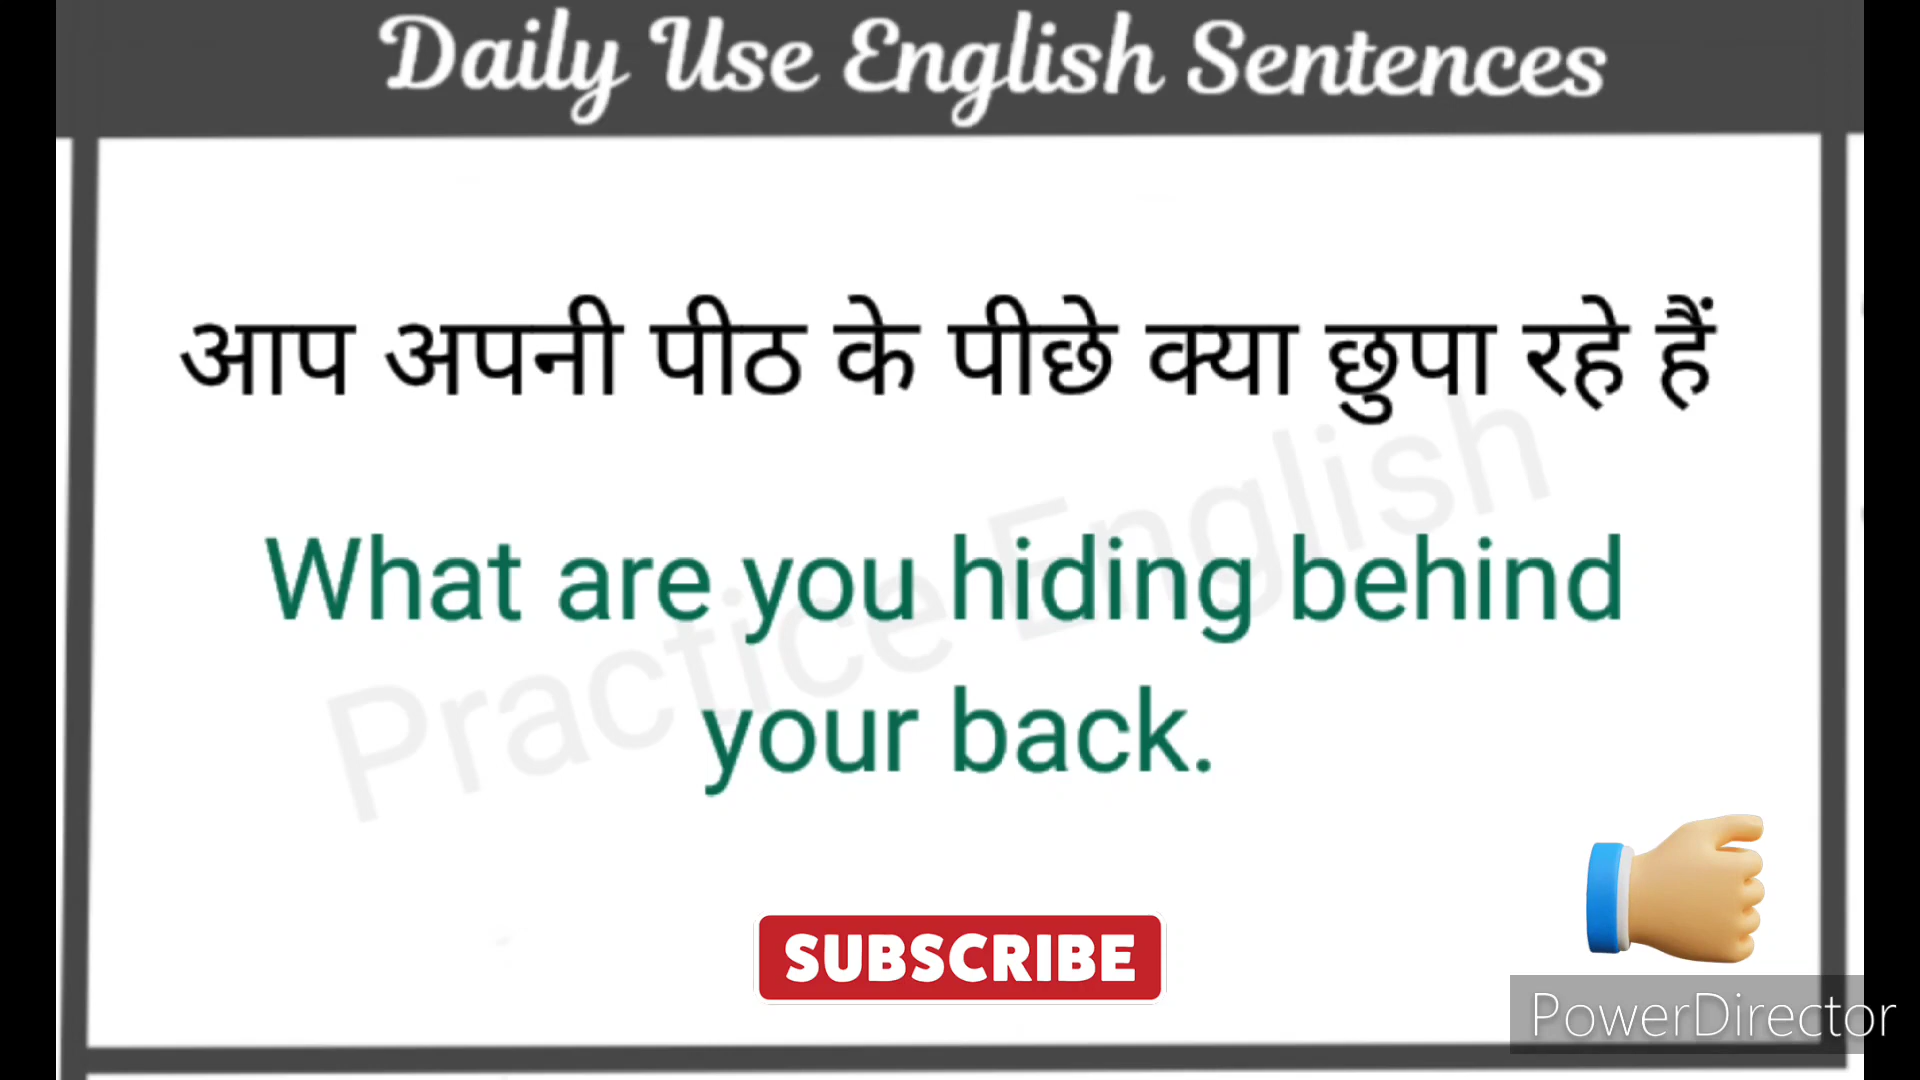 Daily Use English Sentences
आप अपनी पीठ के पीछे क्या छुपा रहे हैं
Practice English
What are you hiding behind
your back.
SUBSCRIBE
PowerDirector